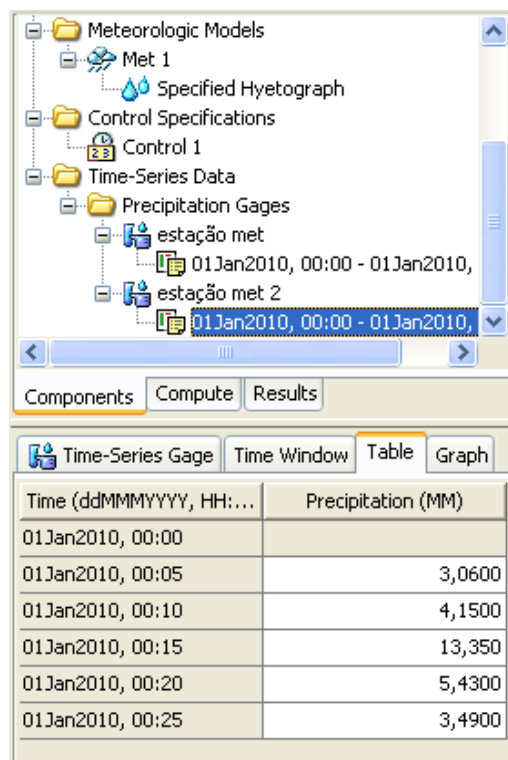 Meteorologic Models
Met 1
Specified Hyetograph
Control Specifications
Control 1
Time-Series Data
Precipitation Gages
estação met
01Jan2010, 00:00 - 01Jan2010,
estação met 2
01Jan2010, 00:00 - 01Jan2010,
Components Compute Results
Time-Series Gage Time Window Table Graph
Time (ddMMMYYYY, HH:... Precipitation (MM)
01Jan2010, 00:00
01Jan2010, 00:05 3,0600
01Jan2010, 00:10 4,1500
01Jan2010, 00:15 13,350
01Jan2010, 00:20 5,4300
01Jan2010, 00:25 3,4900